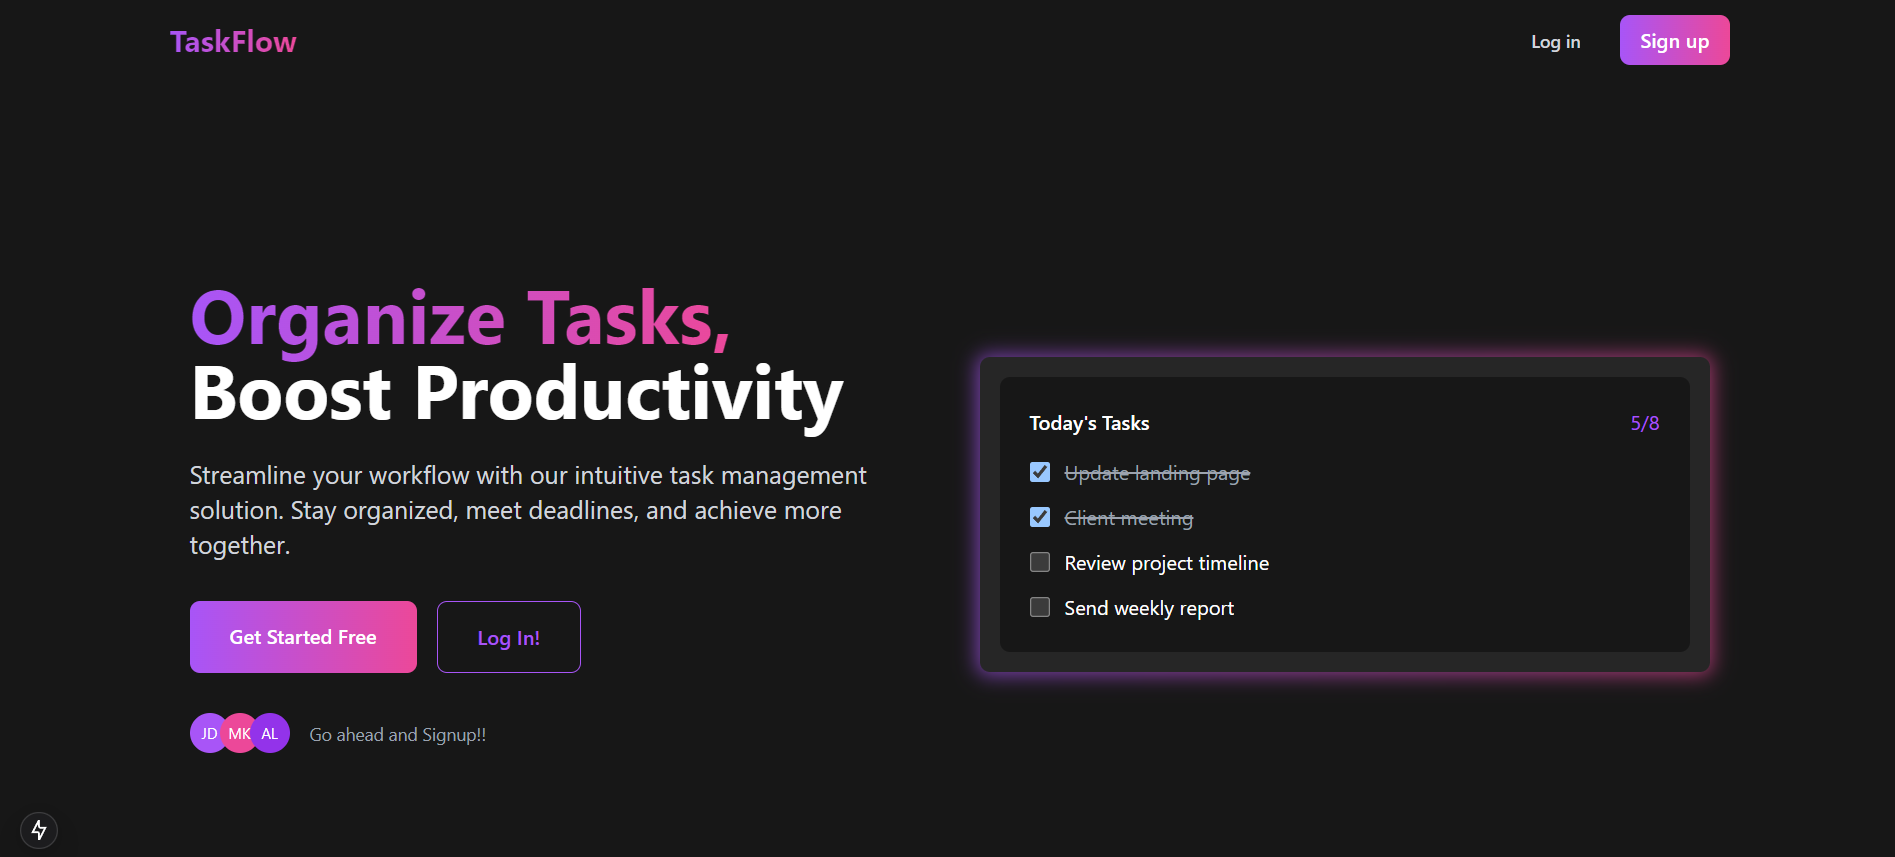 TaskFlow
Log in
Sign up
Organize Tasks,
Boost Productivity
Streamline your workflow with our intuitive task management
solution. Stay organized, meet deadlines, and achieve more
together.
Get Started Free
Log In!
JD MK AL
Go ahead and Signup!!
Today's Tasks
5/8
Update landing page
Client meeting
Review project timeline
Send weekly report